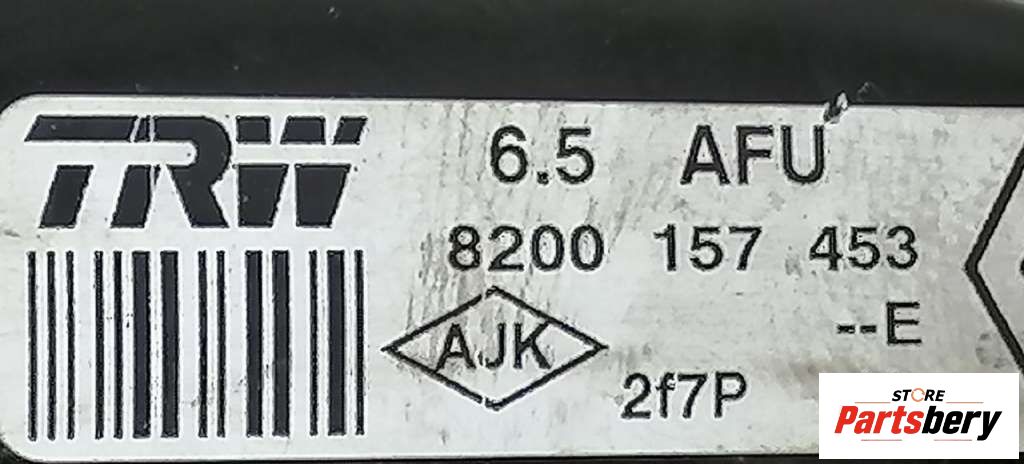 TRW 6.5 AFU
8200 157 453
--E
AJK
2f7P
STORE
Partsbery